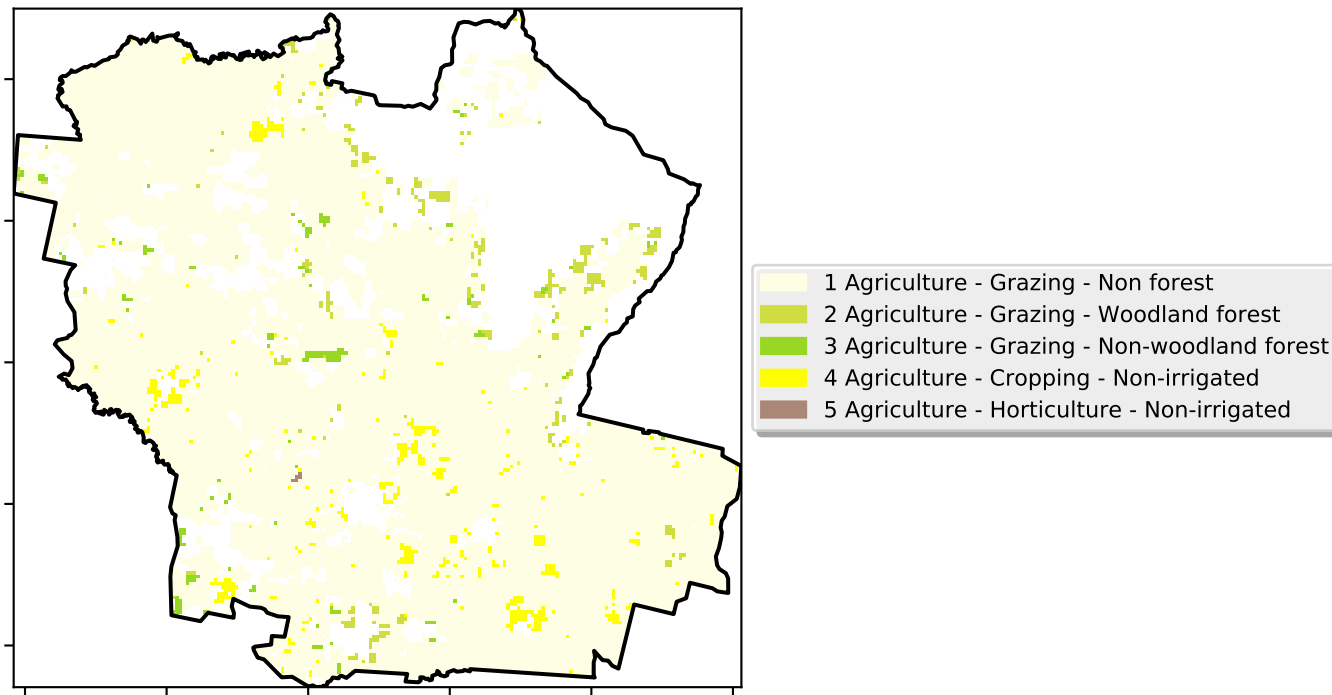 1 Agriculture - Grazing - Non forest
2 Agriculture - Grazing - Woodland forest
3 Agriculture - Grazing - Non-woodland forest
4 Agriculture - Cropping - Non-irrigated
5 Agriculture - Horticulture - Non-irrigated